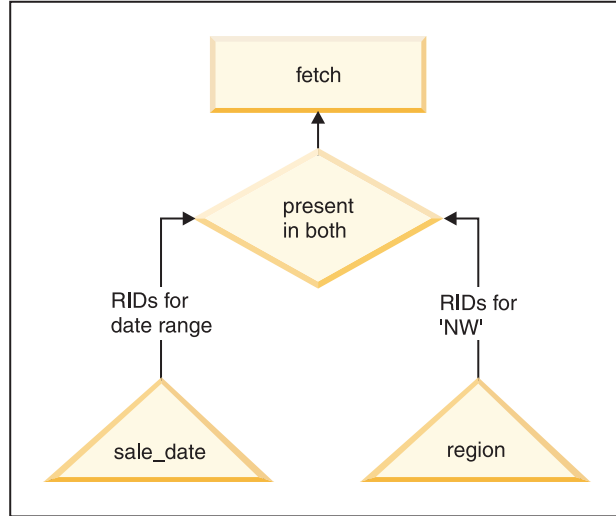 fetch
present
in both
RIDs for
date range
RIDs for
'NW'
sale_date
region